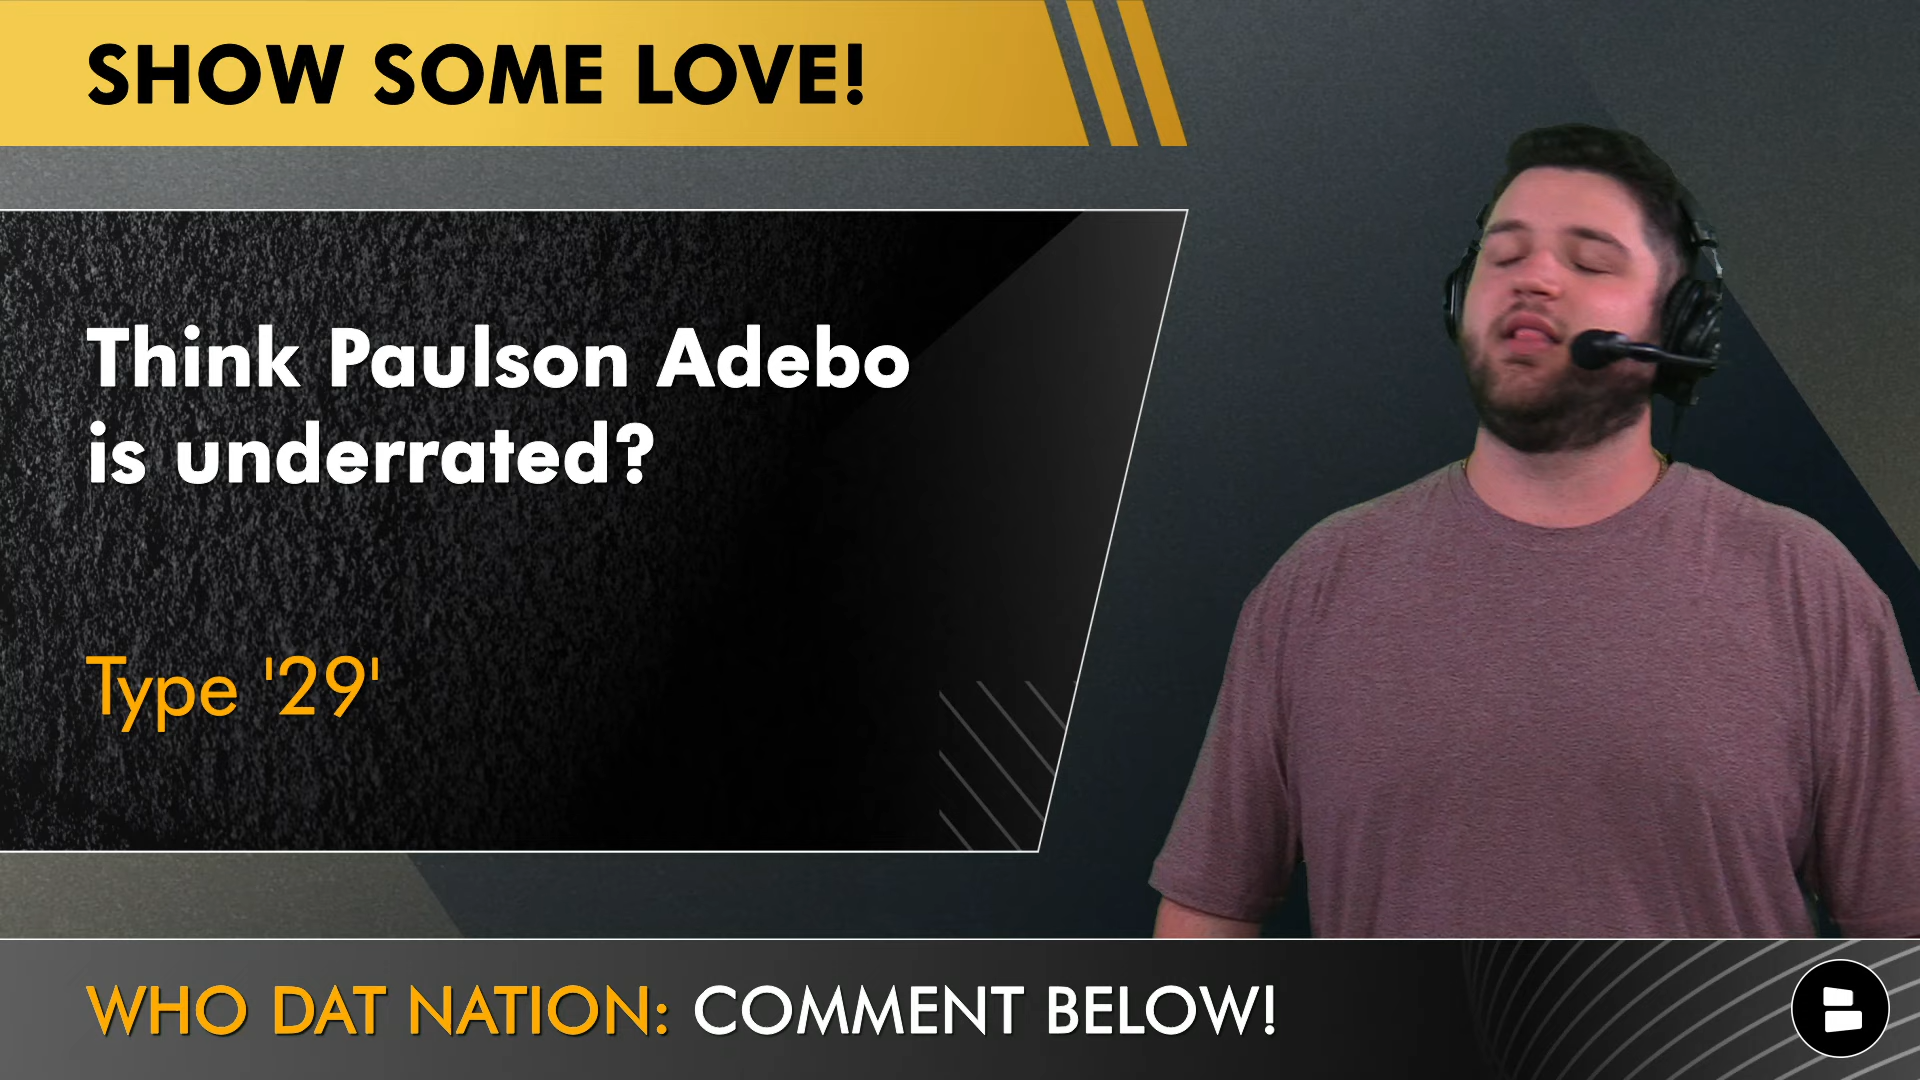 SHOW SOME LOVE!
Think Paulson Adebo
is underrated?
Type '29'
WHO DAT NATION: COMMENT BELOW!